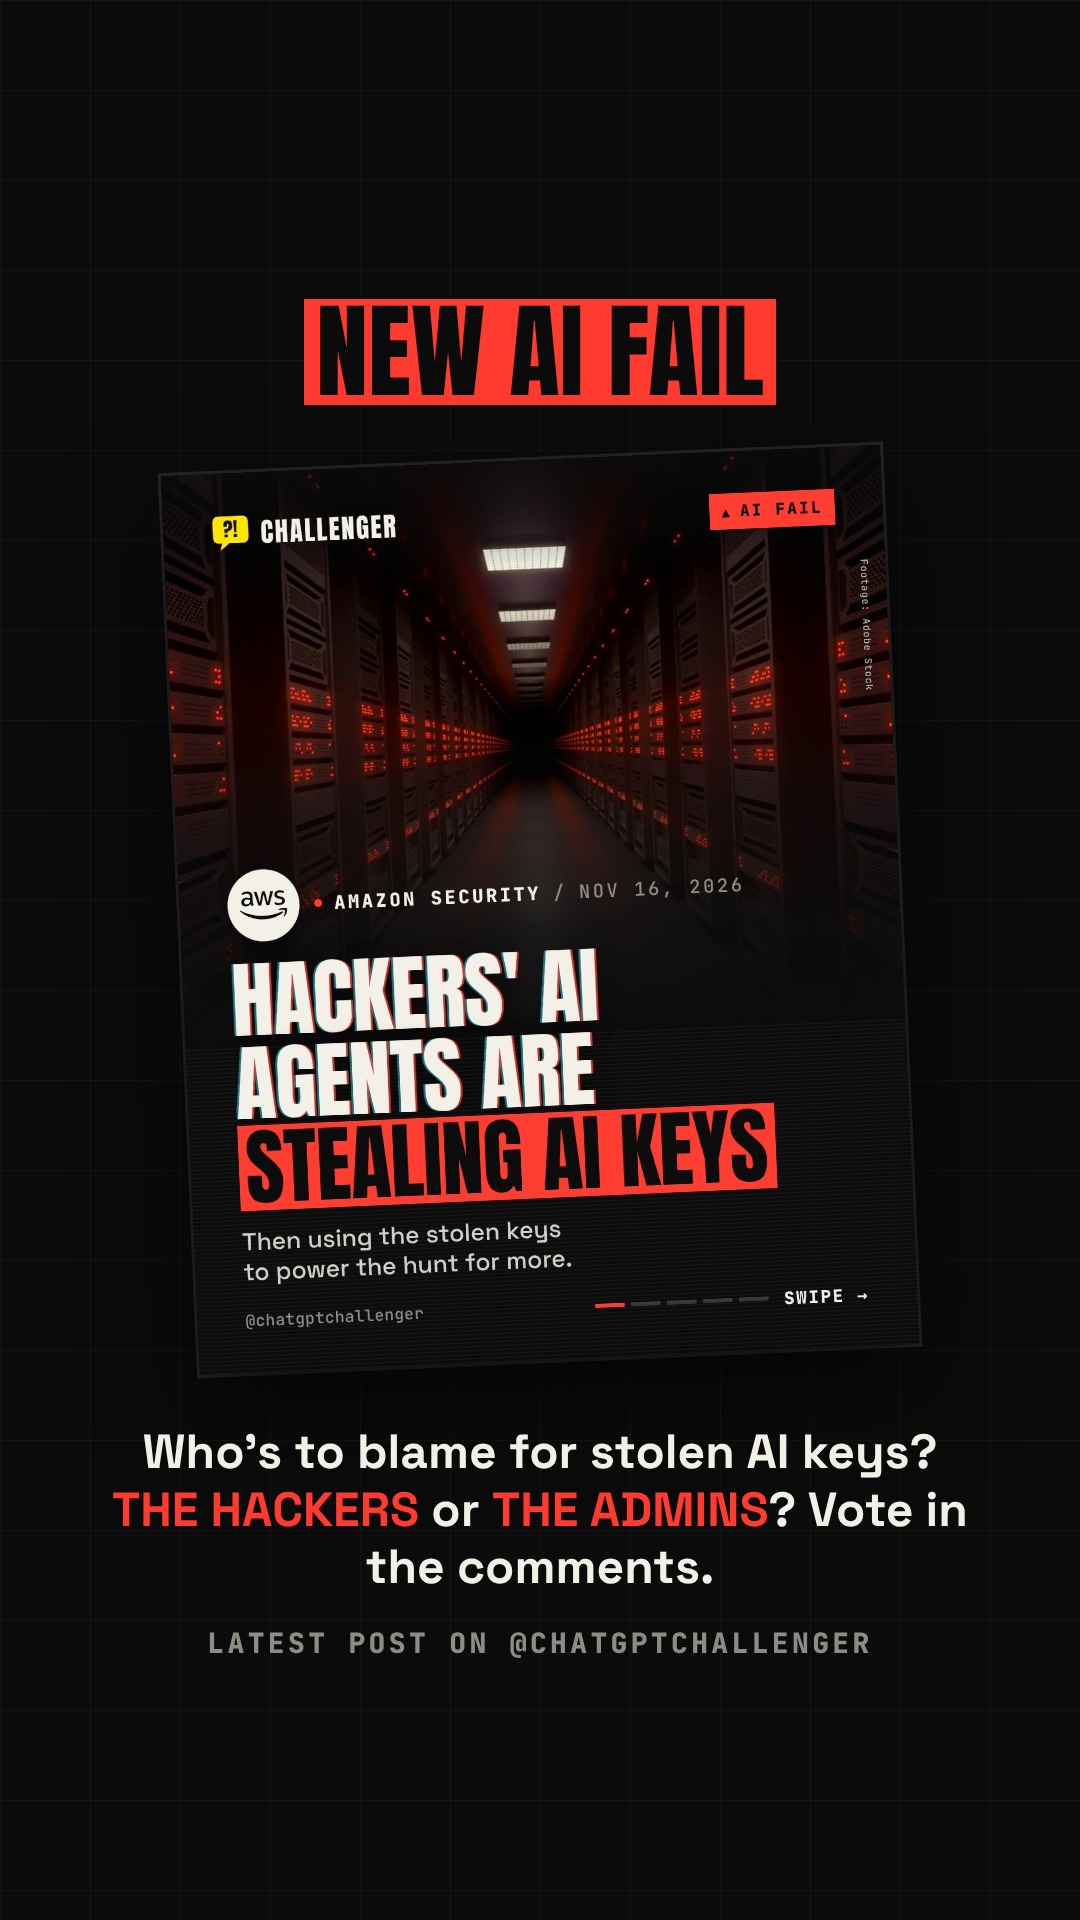 NEW AI FAIL
?! CHALLENGER
▲ AI FAIL
Footage: Adobe Stock
aws
• AMAZON SECURITY / NOV 16, 2026
HACKERS' AI
AGENTS ARE
STEALING AI KEYS
Then using the stolen keys
to power the hunt for more.
@chatgptchallenger
SWIPE →
Who's to blame for stolen AI keys?
THE HACKERS or THE ADMINS? Vote in
the comments.
LATEST POST ON @CHATGPTCHALLENGER